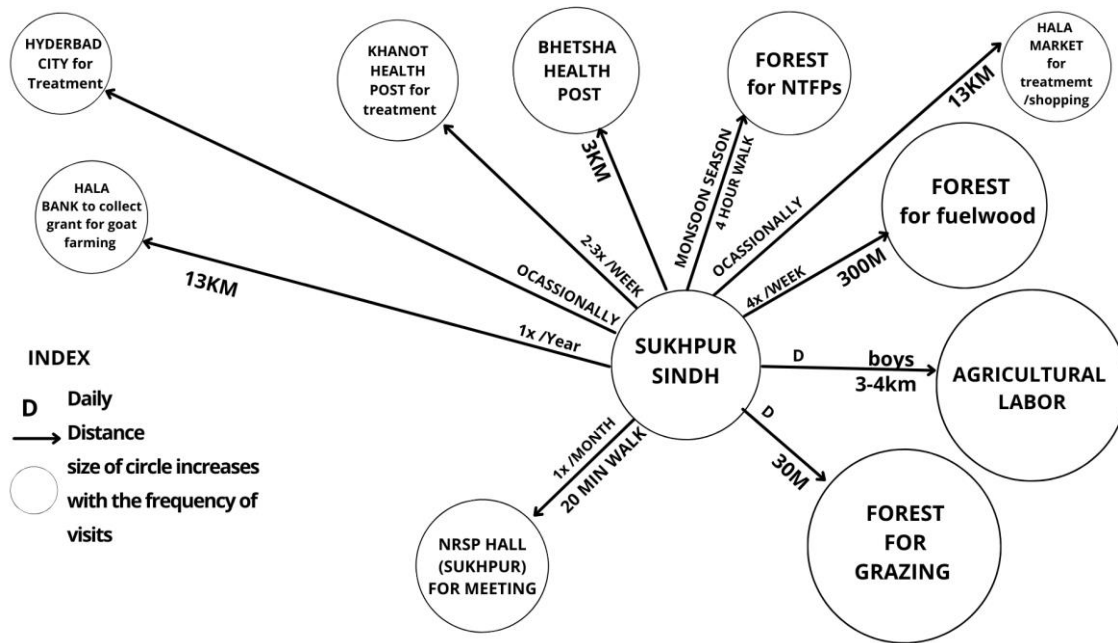 HYDERBAD
CITY for
Treatment
KHANOT
HEALTH
POST for
treatment
BHETSHA
HEALTH
POST
FOREST
for NTFPs
HALA
MARKET
for
treatmemt
/shopping
HALA
BANK to collect
grant for goat
farming
FOREST
for fuelwood
AGRICULTURAL
LABOR
FOREST
FOR
GRAZING
NRSP HALL
(SUKHPUR)
FOR MEETING
SUKHPUR
SINDH
OCASSIONALLY
2-3x /WEEK
3KM
MONSOON SEASON
4 HOUR WALK
OCASSIONALLY
13KM
4x /WEEK
300M
D
boys
3-4km
D
30M
1x /MONTH
20 MIN WALK
1x /Year
13KM
INDEX
D Daily
Distance
size of circle increases
with the frequency of
visits